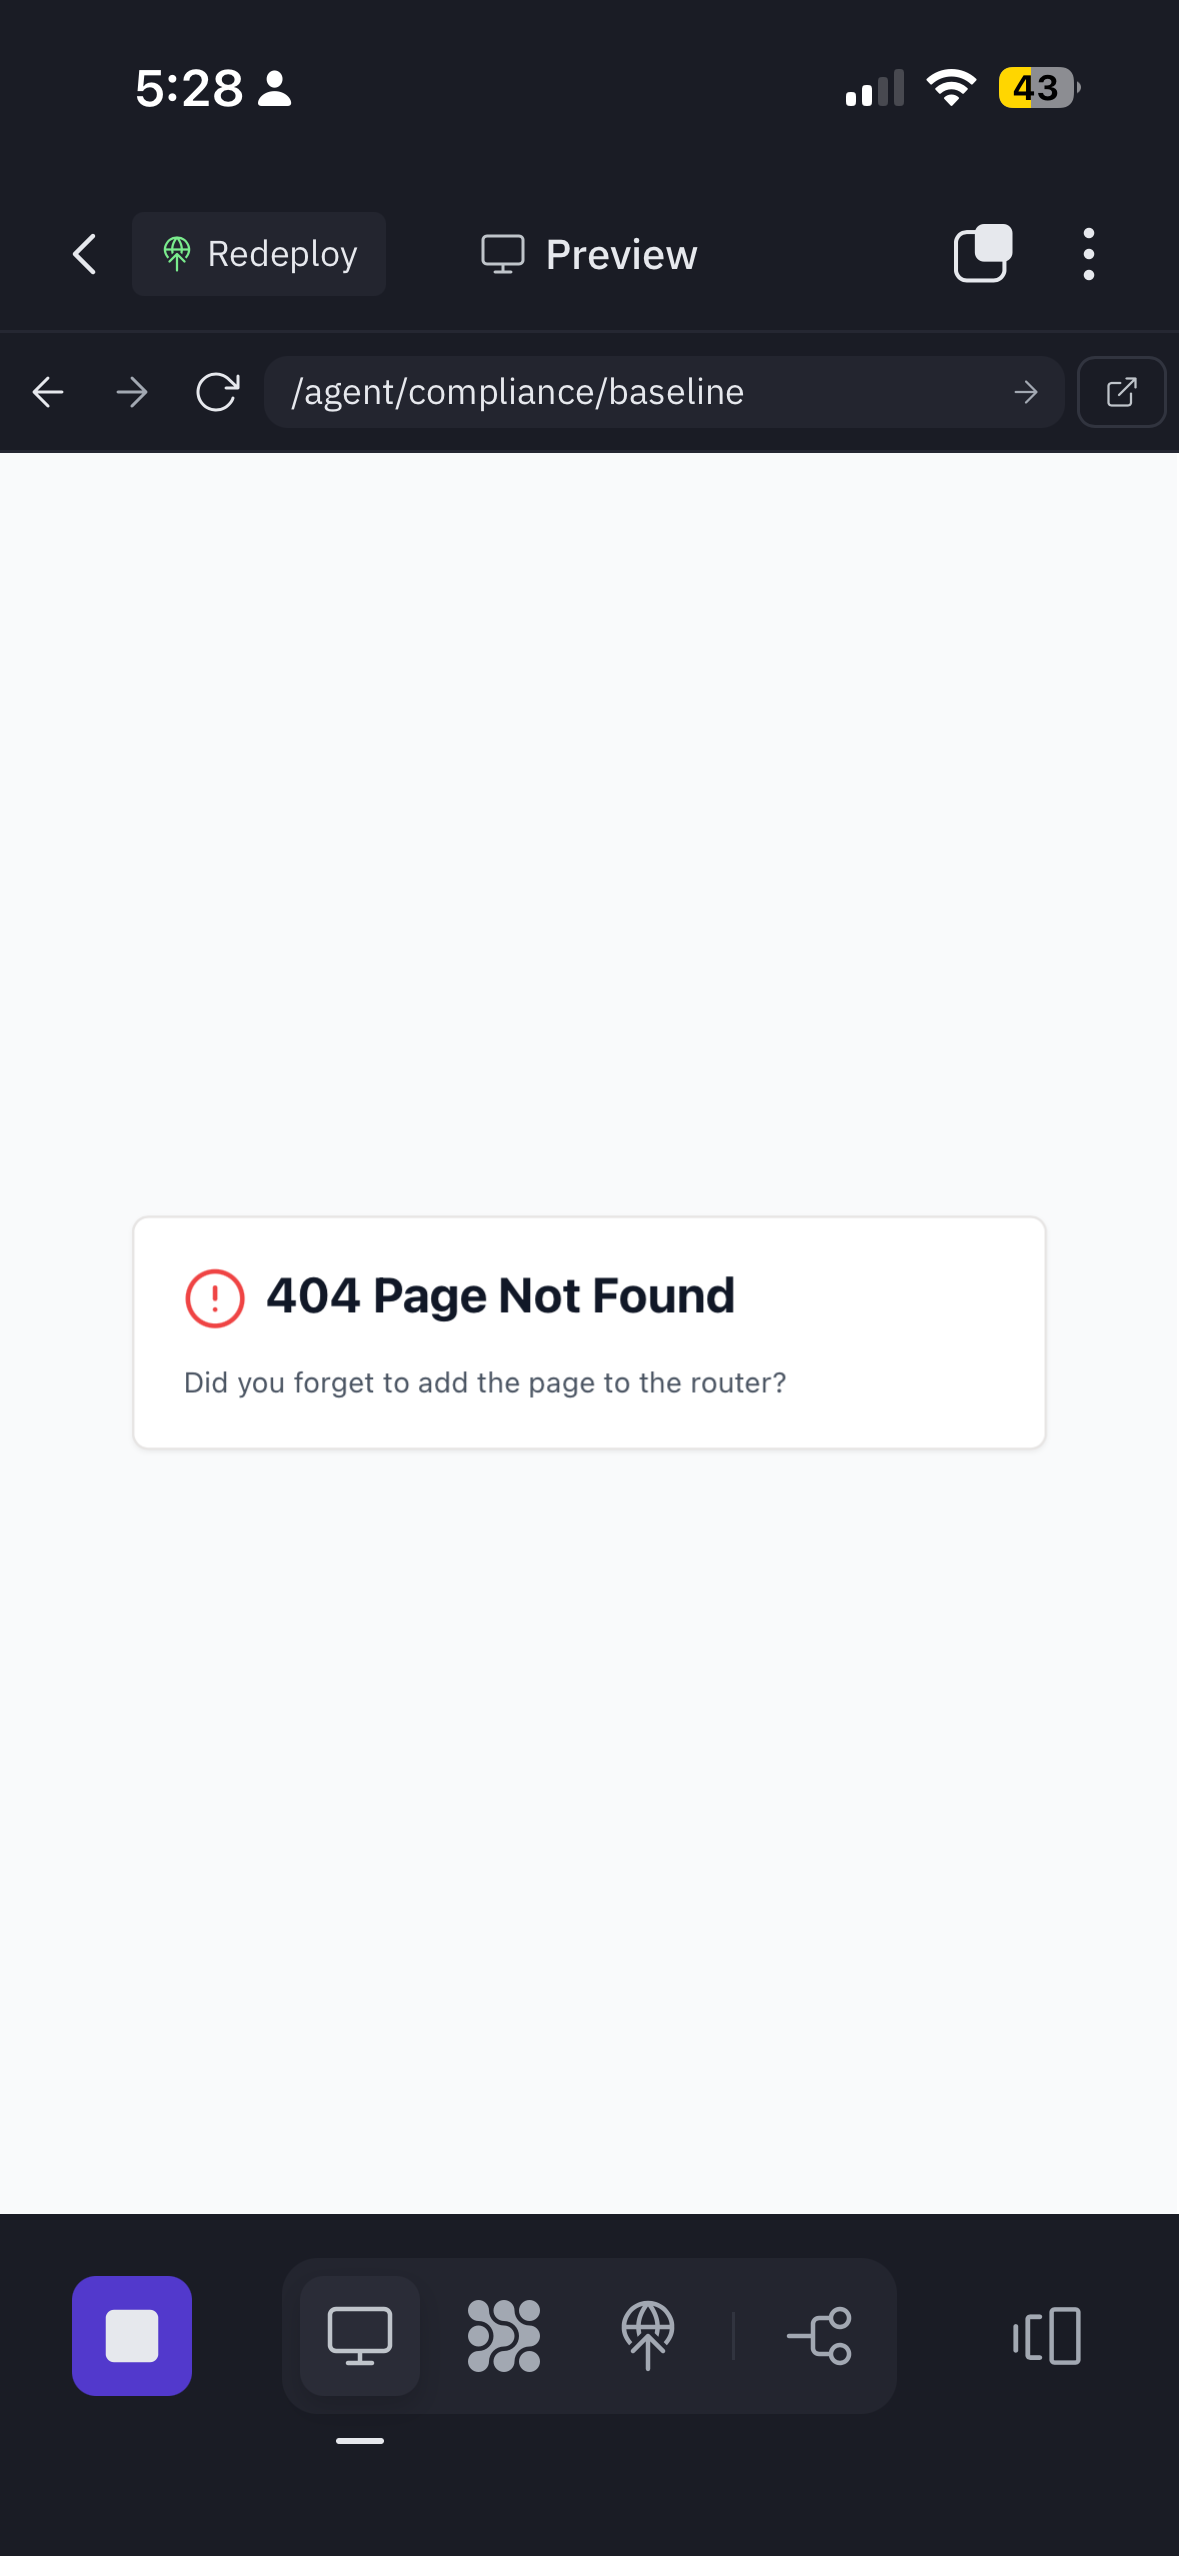 5:28
43
Redeploy
Preview
/agent/compliance/baseline
404 Page Not Found
Did you forget to add the page to the router?